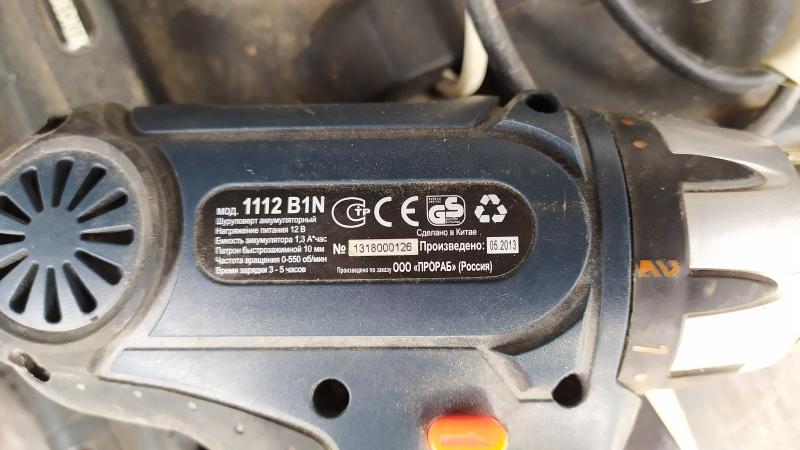 МОД. 1112 B1N
Шуруповерт аккумуляторный
Напряжение питания 12 В
Емкость аккумулятора 1,3 А*час
Патрон быстрозажимной 10 мм
Частота вращения 0-550 об/мин
Время зарядки 3 - 5 часов
СЕ
GS
Сделано в Китае
№ 1318000126 Произведено: 05.2013
Произведено по заказу ООО «ПРОРАБ» (Россия)